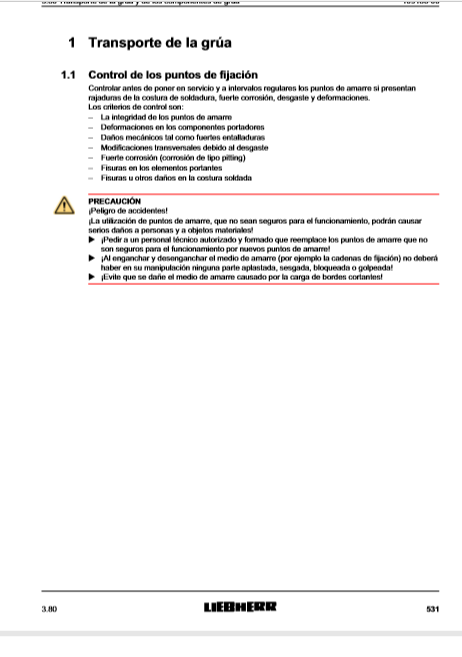 1 Transporte de la grúa
1.1 Control de los puntos de fijación
Controlar antes de poner en servicio y a intervalos regulares los puntos de amarre si presentan
rajaduras de la costura de soldadura, fuerte corrosión, desgaste y deformaciones.
Los criterios de control son:
– La integridad de los puntos de amarre
– Deformaciones en los componentes portadores
– Daños mecánicos tal como fuertes entalladuras
– Modificaciones transversales debido al desgaste
– Fuerte corrosión (corrosión de tipo pitting)
– Fisuras en los elementos portantes
– Fisuras u otros daños en la costura soldada
PRECAUCIÓN
¡Peligro de accidentes!
¡La utilización de puntos de amarre, que no sean seguros para el funcionamiento, podrán causar
serios daños a personas y a objetos materiales!
▶ ¡Pedir a un personal técnico autorizado y formado que reemplace los puntos de amarre que no
son seguros para el funcionamiento por nuevos puntos de amarre!
▶ ¡Al enganchar y desenganchar el medio de amarre (por ejemplo la cadenas de fijación) no deberá
haber en su manipulación ninguna parte aplastada, sesgada, bloqueada o golpeada!
▶ ¡Evite que se dañe el medio de amarre causado por la carga de bordes cortantes!
3.80 LIEBHERR 531